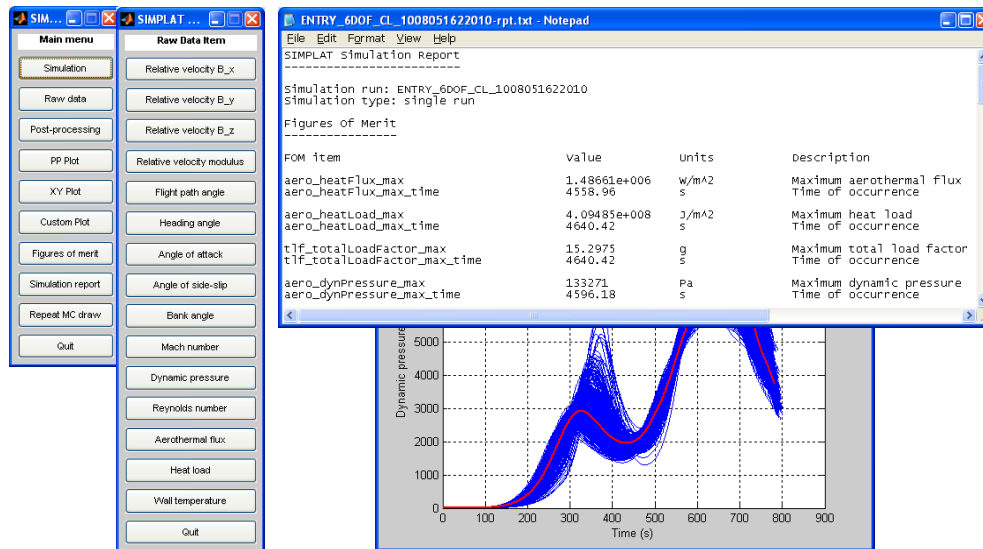 SIM...
Main menu
Simulation
Raw data
Post-processing
PP Plot
XY Plot
Custom Plot
Figures of merit
Simulation report
Repeat MC draw
Quit
SIMPLAT ...
Raw Data Item
Relative velocity B_x
Relative velocity B_y
Relative velocity B_z
Relative velocity modulus
Flight path angle
Heading angle
Angle of attack
Angle of side-slip
Bank angle
Mach number
Dynamic pressure
Reynolds number
Aerothermal flux
Heat load
Wall temperature
Quit
ENTRY_6DOF_CL_1008051622010-rpt.txt - Notepad
File Edit Format View Help
SIMPLAT Simulation Report
--------------------------
Simulation run: ENTRY_6DOF_CL_1008051622010
Simulation type: single run
Figures Of Merit
----------------
FOM item Value Units Description
aero_heatFlux_max 1.48661e+006 W/m^2 Maximum aerothermal flux
aero_heatFlux_max_time 4558.96 s Time of occurrence
aero_heatLoad_max 4.09485e+008 J/m^2 Maximum heat load
aero_heatLoad_max_time 4640.42 s Time of occurrence
tlf_totalLoadFactor_max 15.2975 g Maximum total load factor
tlf_totalLoadFactor_max_time 4640.42 s Time of occurrence
aero_dynPressure_max 133271 Pa Maximum dynamic pressure
aero_dynPressure_max_time 4596.18 s Time of occurrence
Dynamic pressure
5000
4000
3000
2000
1000
0
0 100 200 300 400 500 600 700 800 900
Time (s)